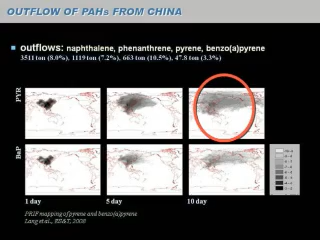 OUTFLOW OF PAHs FROM CHINA
outflows: naphthalene, phenanthrene, pyrene, benzo(a)pyrene
3511 ton (8.0%), 1119 ton (7.2%), 663 ton (10.5%), 47.8 ton (3.3%)
PYR
BaP
1 day 5 day 10 day
PRIF mapping of pyrene and benzo(a)pyrene
Lang et al., ES&T, 2008